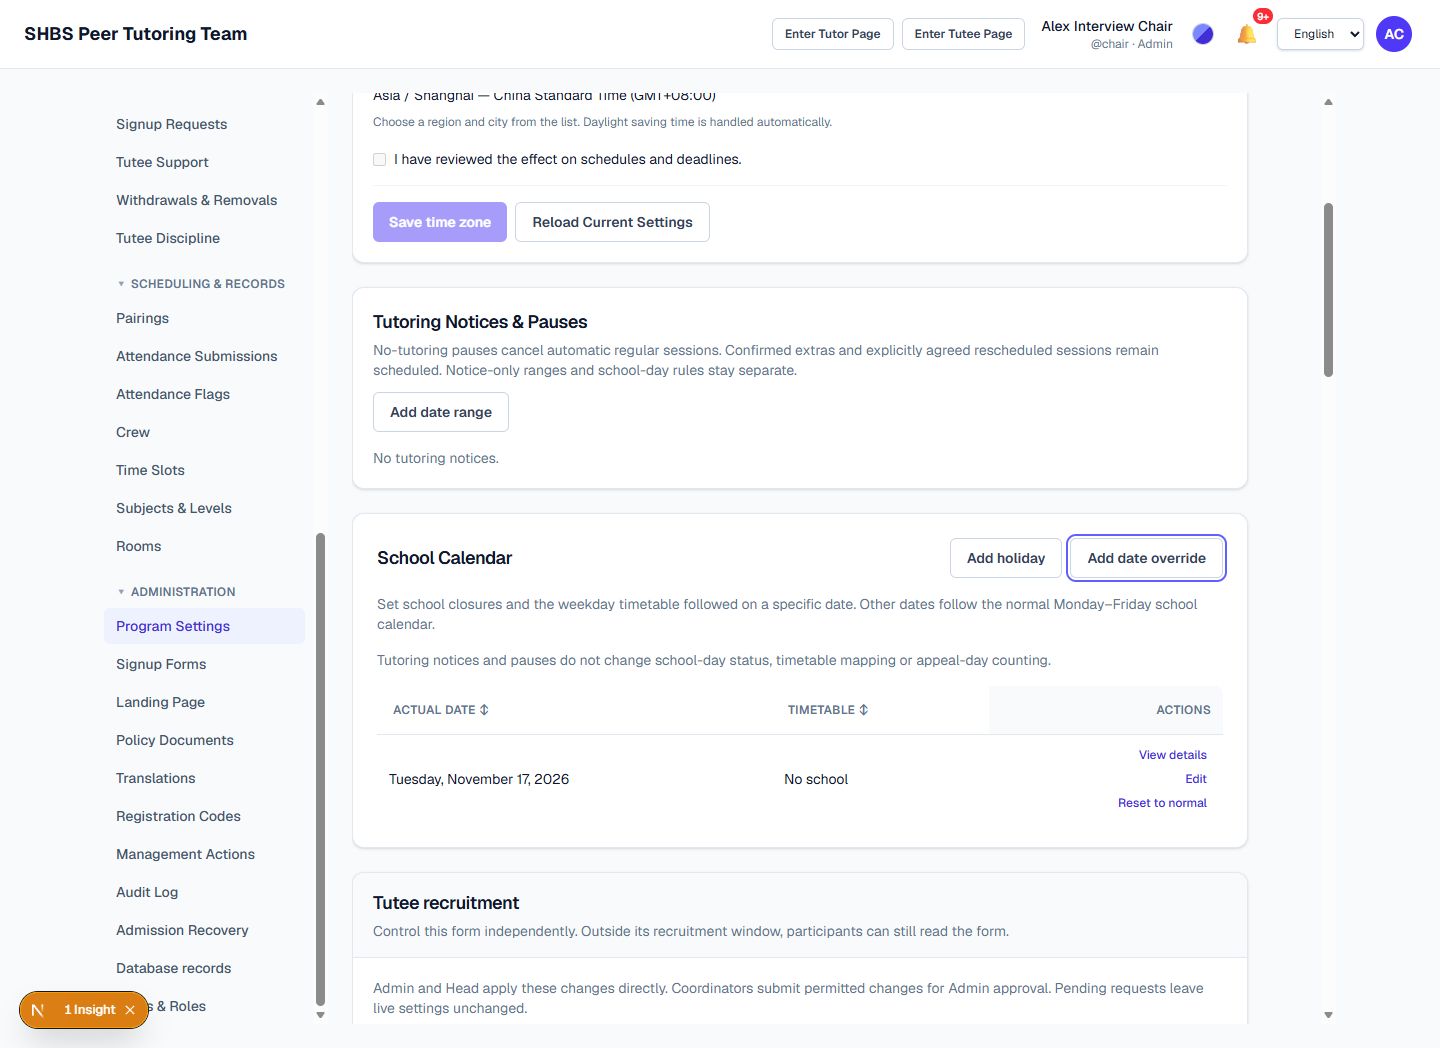 SHBS Peer Tutoring Team
Enter Tutor Page
Enter Tutee Page
Alex Interview Chair
@chair · Admin
9+
English
AC
Signup Requests
Tutee Support
Withdrawals & Removals
Tutee Discipline
SCHEDULING & RECORDS
Pairings
Attendance Submissions
Attendance Flags
Crew
Time Slots
Subjects & Levels
Rooms
ADMINISTRATION
Program Settings
Signup Forms
Landing Page
Policy Documents
Translations
Registration Codes
Management Actions
Audit Log
Admission Recovery
Database records
s & Roles
N 1 Insight
Asia / Shanghai — China Standard Time (GMT+08:00)
Choose a region and city from the list. Daylight saving time is handled automatically.
I have reviewed the effect on schedules and deadlines.
Save time zone
Reload Current Settings
Tutoring Notices & Pauses
No-tutoring pauses cancel automatic regular sessions. Confirmed extras and explicitly agreed rescheduled sessions remain
scheduled. Notice-only ranges and school-day rules stay separate.
Add date range
No tutoring notices.
School Calendar
Add holiday
Add date override
Set school closures and the weekday timetable followed on a specific date. Other dates follow the normal Monday–Friday school
calendar.
Tutoring notices and pauses do not change school-day status, timetable mapping or appeal-day counting.
ACTUAL DATE
TIMETABLE
ACTIONS
Tuesday, November 17, 2026
No school
View details
Edit
Reset to normal
Tutee recruitment
Control this form independently. Outside its recruitment window, participants can still read the form.
Admin and Head apply these changes directly. Coordinators submit permitted changes for Admin approval. Pending requests leave
live settings unchanged.